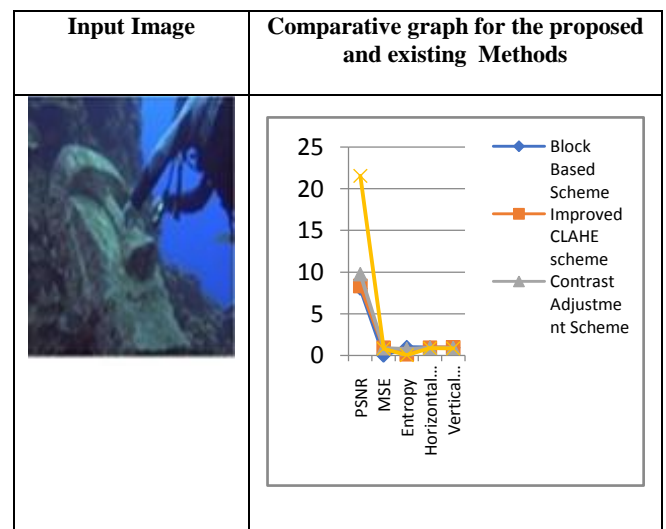 Input Image
Comparative graph for the proposed
and existing Methods
25
20
15
10
5
0
PSNR
MSE
Entropy
Horizontal...
Vertical...
Block
Based
Scheme
Improved
CLAHE
scheme
Contrast
Adjustme
nt Scheme